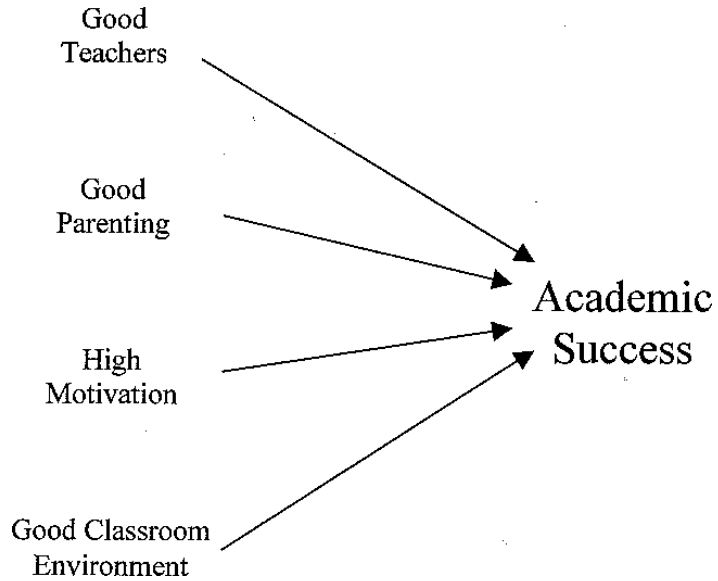 Good
Teachers
Good
Parenting
Academic
Success
High
Motivation
Good Classroom
Environment